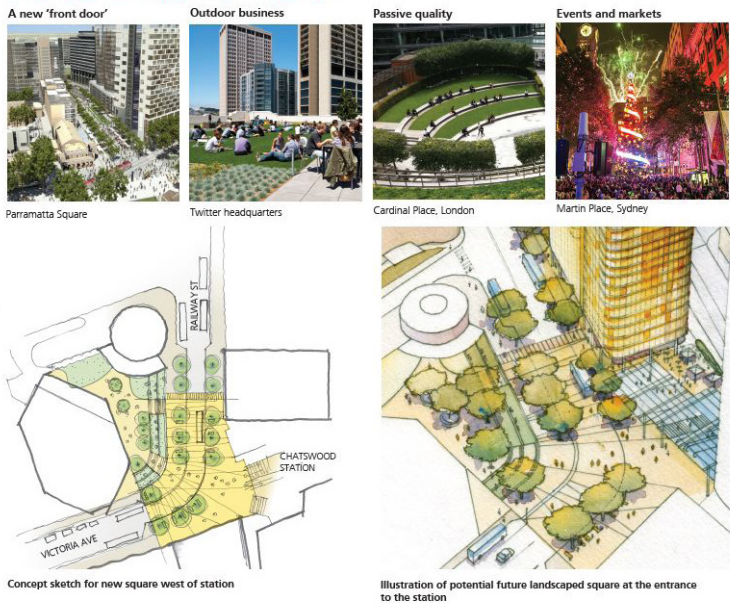 A new ‘front door’
Outdoor business
Passive quality
Events and markets
Parramatta Square
Twitter headquarters
Cardinal Place, London
Martin Place, Sydney
RAILWAY ST
CHATSWOOD
STATION
VICTORIA AVE
Concept sketch for new square west of station
Illustration of potential future landscaped square at the entrance
to the station